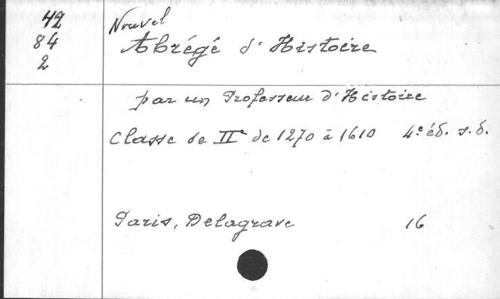 42
84
2
Nouvel
Abrégé d'Histoire
par un Professeur d'Histoire
Classe de IIe de 1270 à 1610 4e éd. s.d.
Paris, Delagrave 16